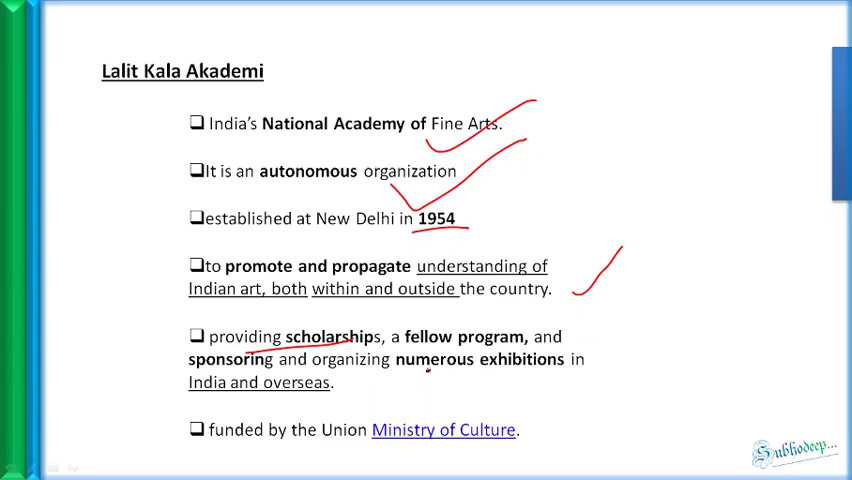 Lalit Kala Akademi
India's National Academy of Fine Arts.
It is an autonomous organization
established at New Delhi in 1954
to promote and propagate understanding of
Indian art, both within and outside the country.
providing scholarships, a fellow program, and
sponsoring and organizing numerous exhibitions in
India and overseas.
funded by the Union Ministry of Culture.
Subhodeep...